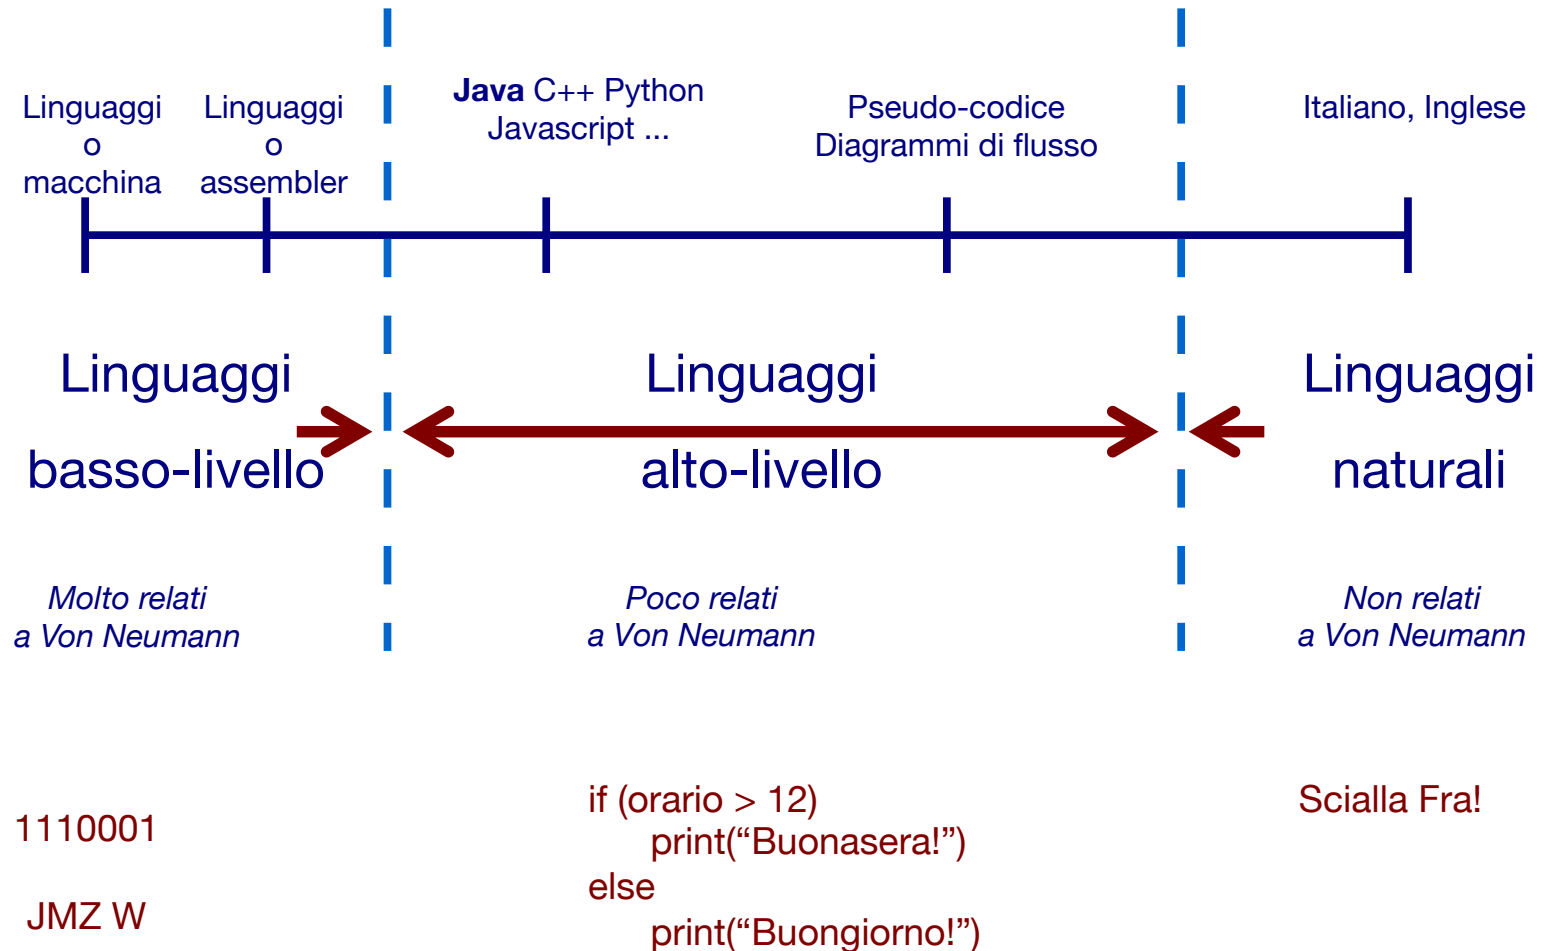 Linguaggi
o
macchina
Linguaggi
o
assembler
Java C++ Python
Javascript ...
Pseudo-codice
Diagrammi di flusso
Italiano, Inglese
Linguaggi
basso-livello
Linguaggi
alto-livello
Linguaggi
naturali
Molto relati
a Von Neumann
Poco relati
a Von Neumann
Non relati
a Von Neumann
1110001
JMZ W
if (orario > 12)
print(“Buonasera!”)
else
print(“Buongiorno!”)
Scialla Fra!